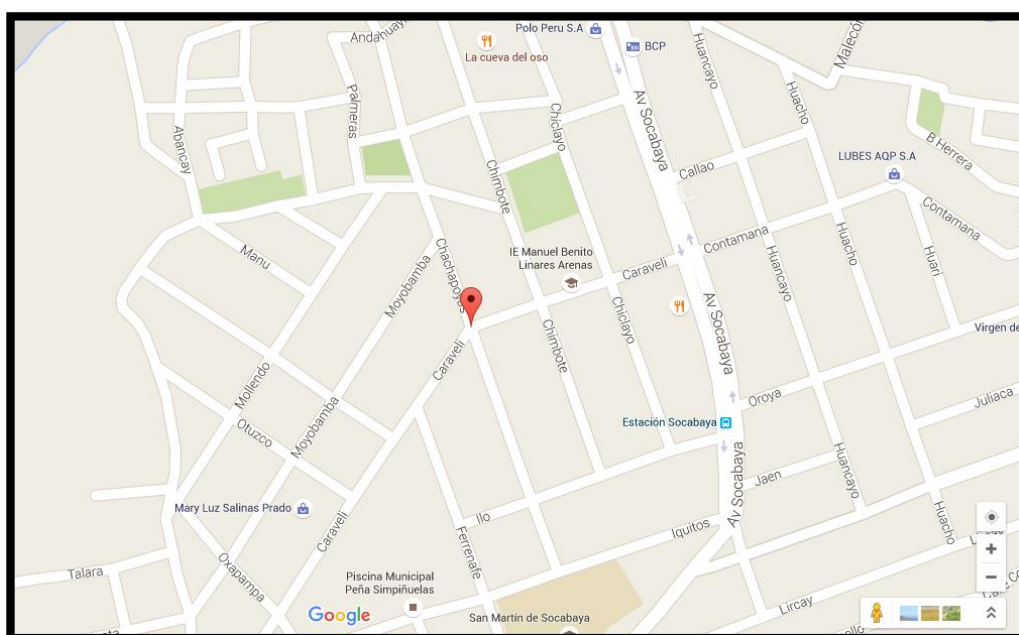 Polo Peru S.A
BCP
La cueva del oso
Palmeras
Abancay
Chiclayo
Chimbote
Av Socabaya
Huancayo
Huacho
Callao
LUBES AQP S.A
B Herrera
Contamana
Contamana
Manu
Moyobamba
Chachapoyas
IE Manuel Benito
Linares Arenas
Caraveli
Huancayo
Huacho
Huari
Chiclayo
Chimbote
Av Socabaya
Virgen de
Caraveli
Mollendo
Moyobamba
Otuzco
Oroya
Juliaca
Estación Socabaya
Av Socabaya
Jaen
Huancayo
Huacho
Mary Luz Salinas Prado
Caraveli
Ilo
Iquitos
Ferreñafe
Talara
Oxapampa
Piscina Municipal
Peña Simpiñuelas
Google
San Martín de Socabaya
Lircay